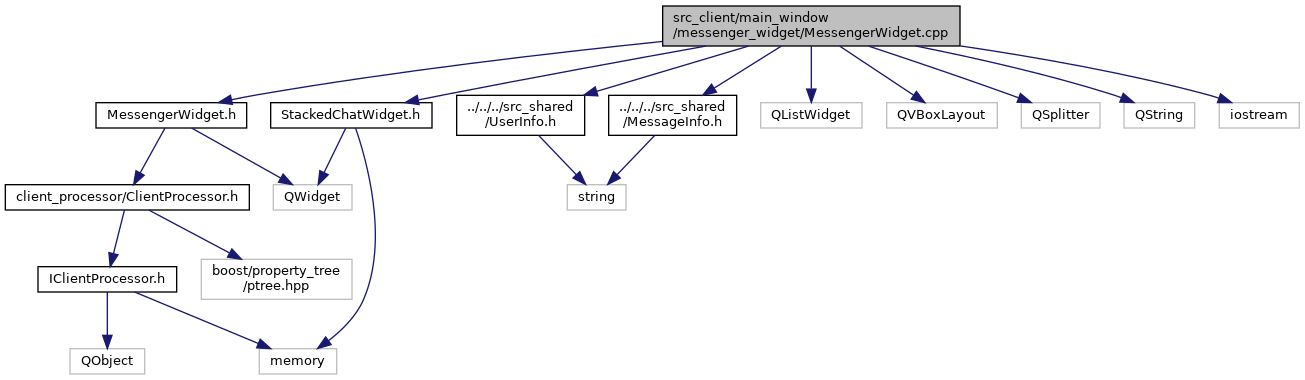 src_client/main_window
/messenger_widget/MessengerWidget.cpp
MessengerWidget.h
StackedChatWidget.h
../../../src_shared
/UserInfo.h
../../../src_shared
/MessageInfo.h
QListWidget
QVBoxLayout
QSplitter
QString
iostream
client_processor/ClientProcessor.h
QWidget
string
IClientProcessor.h
boost/property_tree
/ptree.hpp
QObject
memory